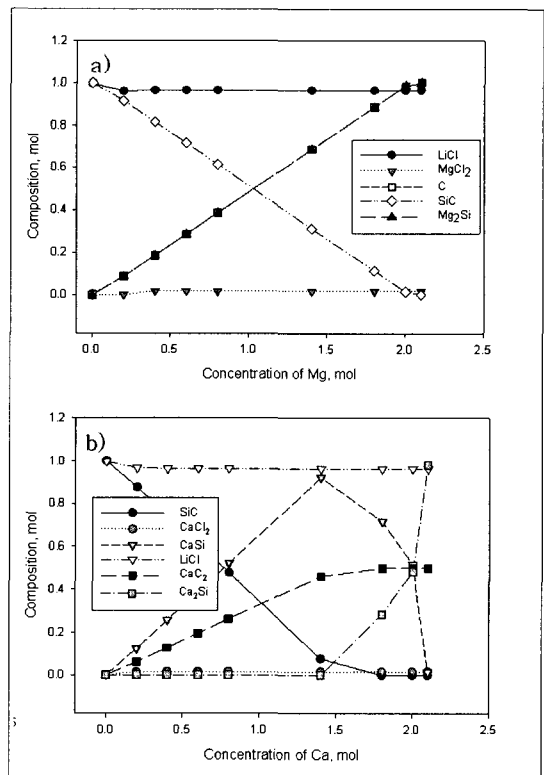 a)
1.2
1.0
0.8
0.6
0.4
0.2
0.0
Composition, mol
LiCl
MgCl2
C
SiC
Mg2Si
0.0 0.5 1.0 1.5 2.0 2.5
Concentration of Mg, mol
b)
1.2
1.0
0.8
0.6
0.4
0.2
0.0
Composition, mol
SiC
CaCl2
CaSi
LiCl
CaC2
Ca2Si
0.0 0.5 1.0 1.5 2.0 2.5
Concentration of Ca, mol